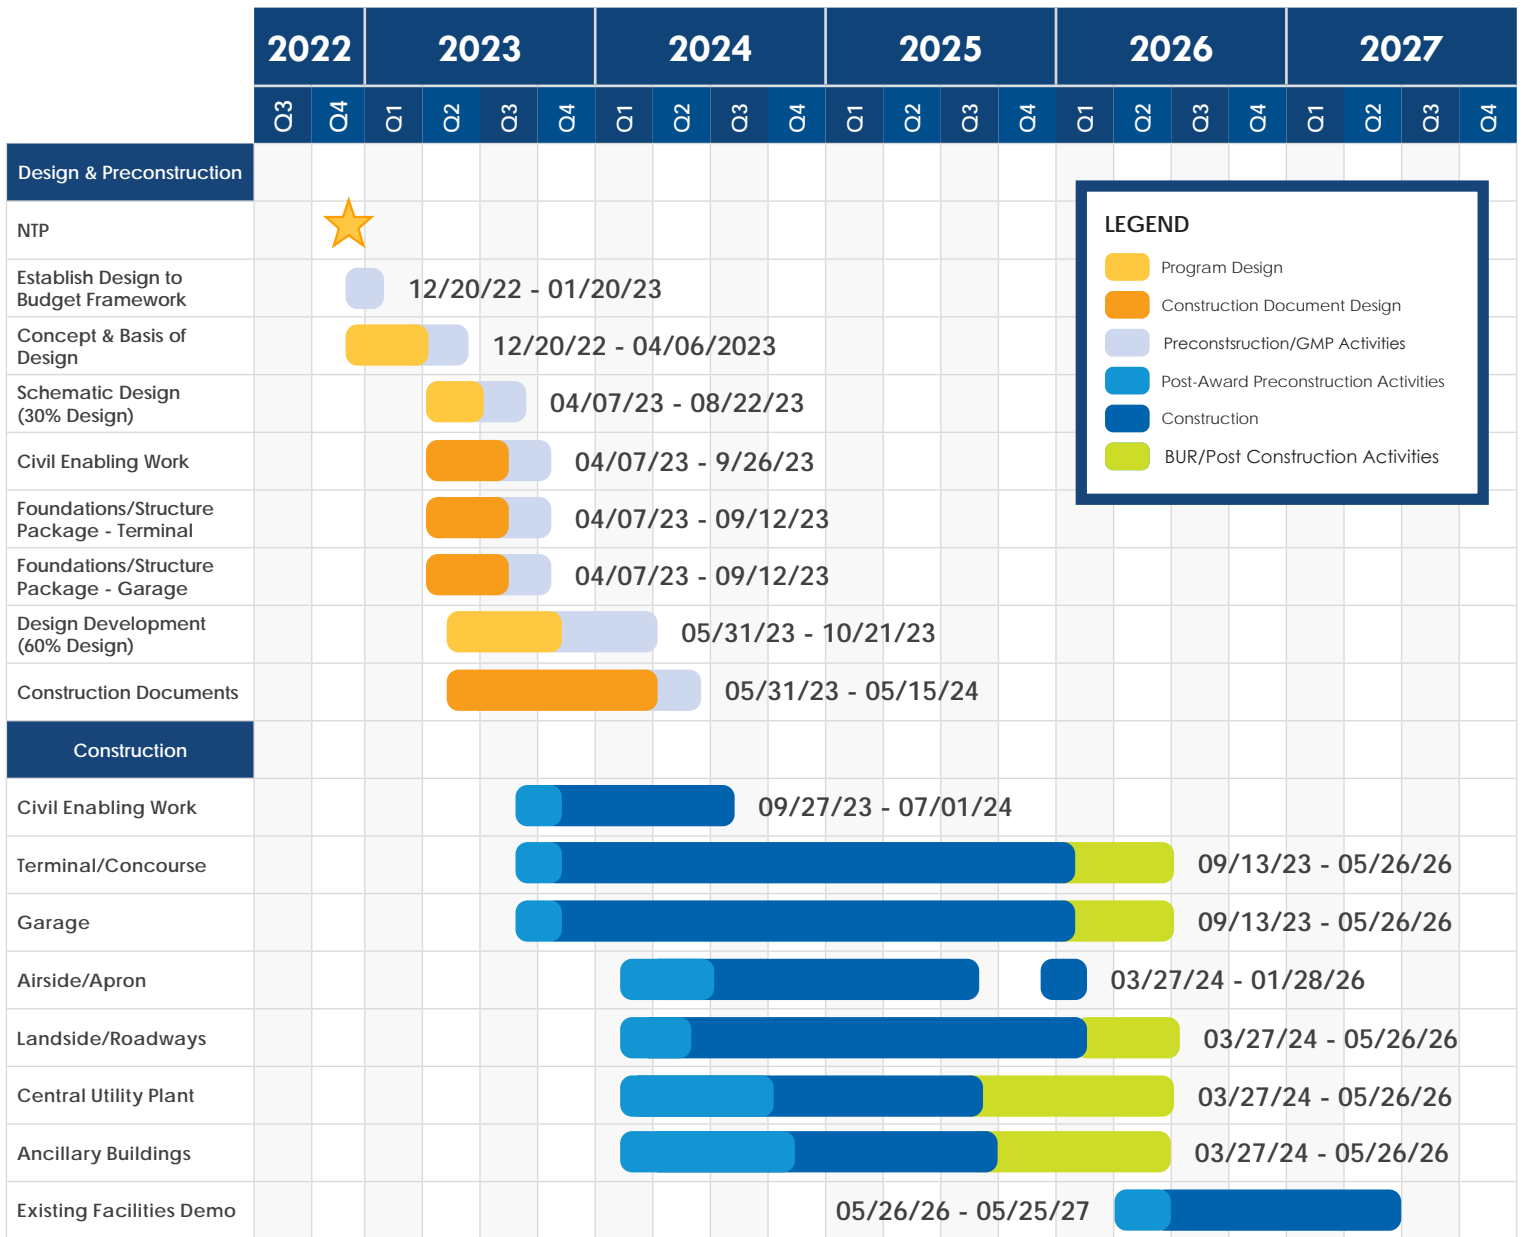 2022 2023 2024 2025 2026 2027
Q3 Q4 Q1 Q2 Q3 Q4 Q1 Q2 Q3 Q4 Q1 Q2 Q3 Q4 Q1 Q2 Q3 Q4 Q1 Q2 Q3 Q4
Design & Preconstruction
NTP
Establish Design to
Budget Framework
12/20/22 - 01/20/23
Concept & Basis of
Design
12/20/22 - 04/06/2023
Schematic Design
(30% Design)
04/07/23 - 08/22/23
Civil Enabling Work
04/07/23 - 9/26/23
Foundations/Structure
Package - Terminal
04/07/23 - 09/12/23
Foundations/Structure
Package - Garage
04/07/23 - 09/12/23
Design Development
(60% Design)
05/31/23 - 10/21/23
Construction Documents
05/31/23 - 05/15/24
LEGEND
Program Design
Construction Document Design
Preconstsruction/GMP Activities
Post-Award Preconstruction Activities
Construction
BUR/Post Construction Activities
Construction
Civil Enabling Work
09/27/23 - 07/01/24
Terminal/Concourse
09/13/23 - 05/26/26
Garage
09/13/23 - 05/26/26
Airside/Apron
03/27/24 - 01/28/26
Landside/Roadways
03/27/24 - 05/26/26
Central Utility Plant
03/27/24 - 05/26/26
Ancillary Buildings
03/27/24 - 05/26/26
Existing Facilities Demo
05/26/26 - 05/25/27